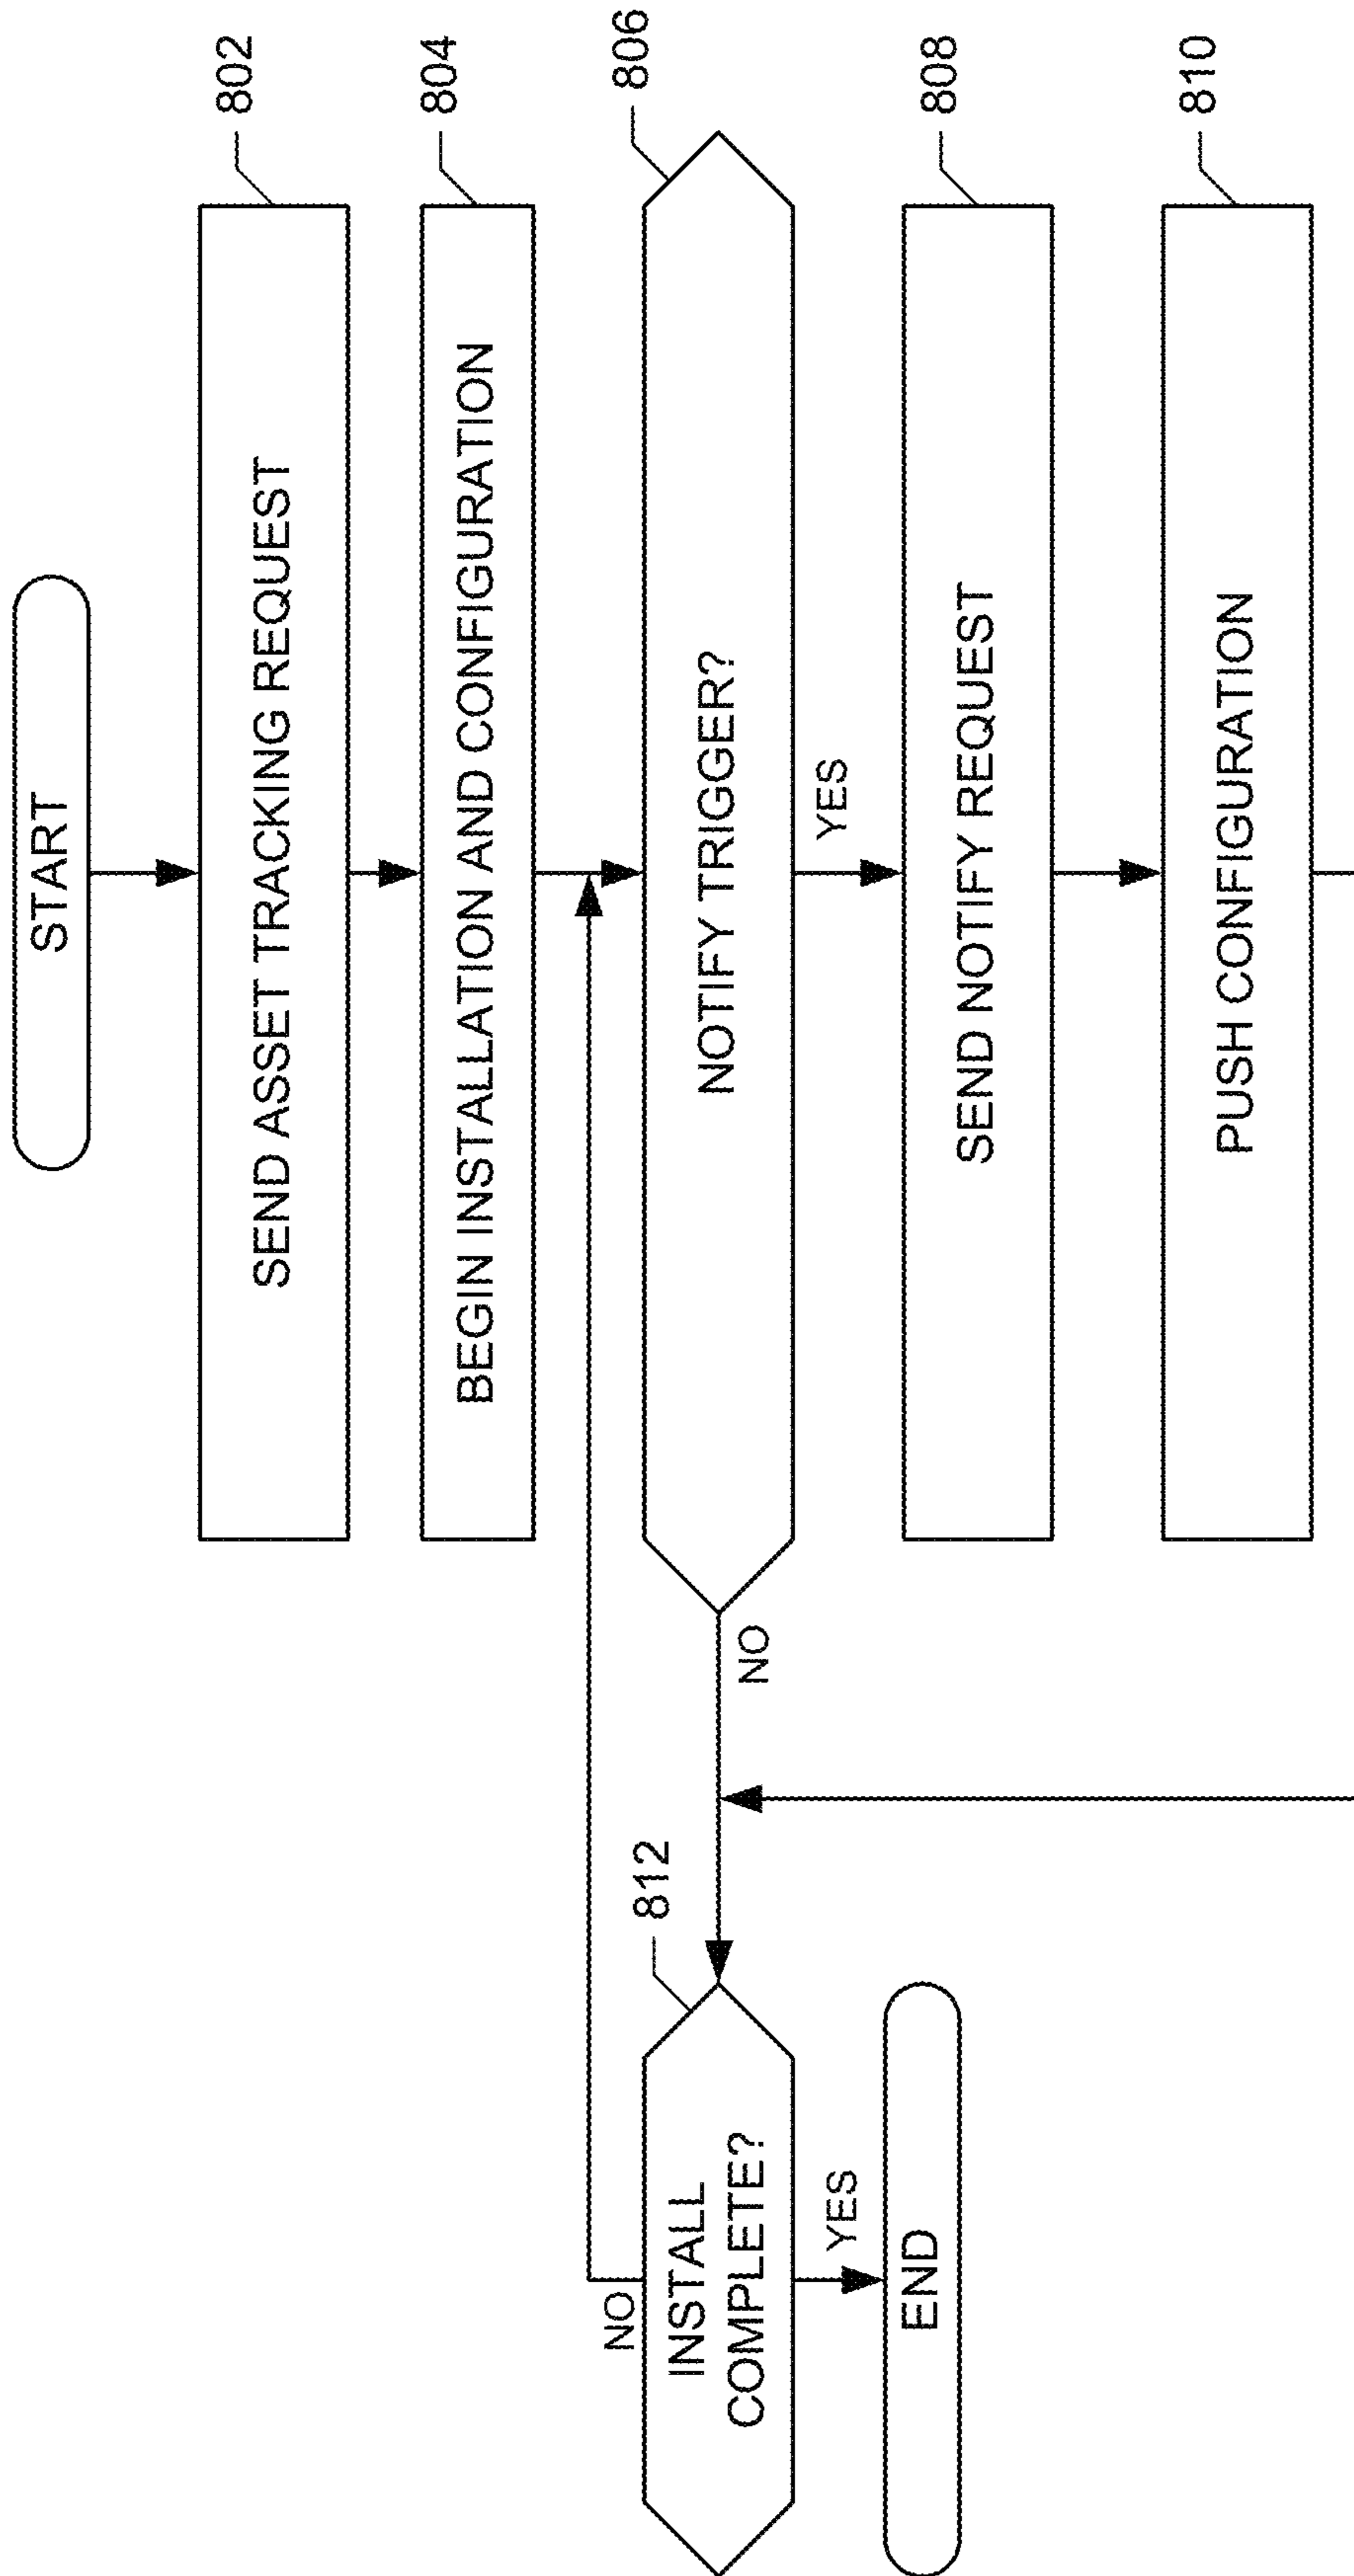 START
802
SEND ASSET TRACKING REQUEST
804
BEGIN INSTALLATION AND CONFIGURATION
806
NOTIFY TRIGGER?
NO
YES
808
SEND NOTIFY REQUEST
810
PUSH CONFIGURATION
812
INSTALL
COMPLETE?
NO
YES
END